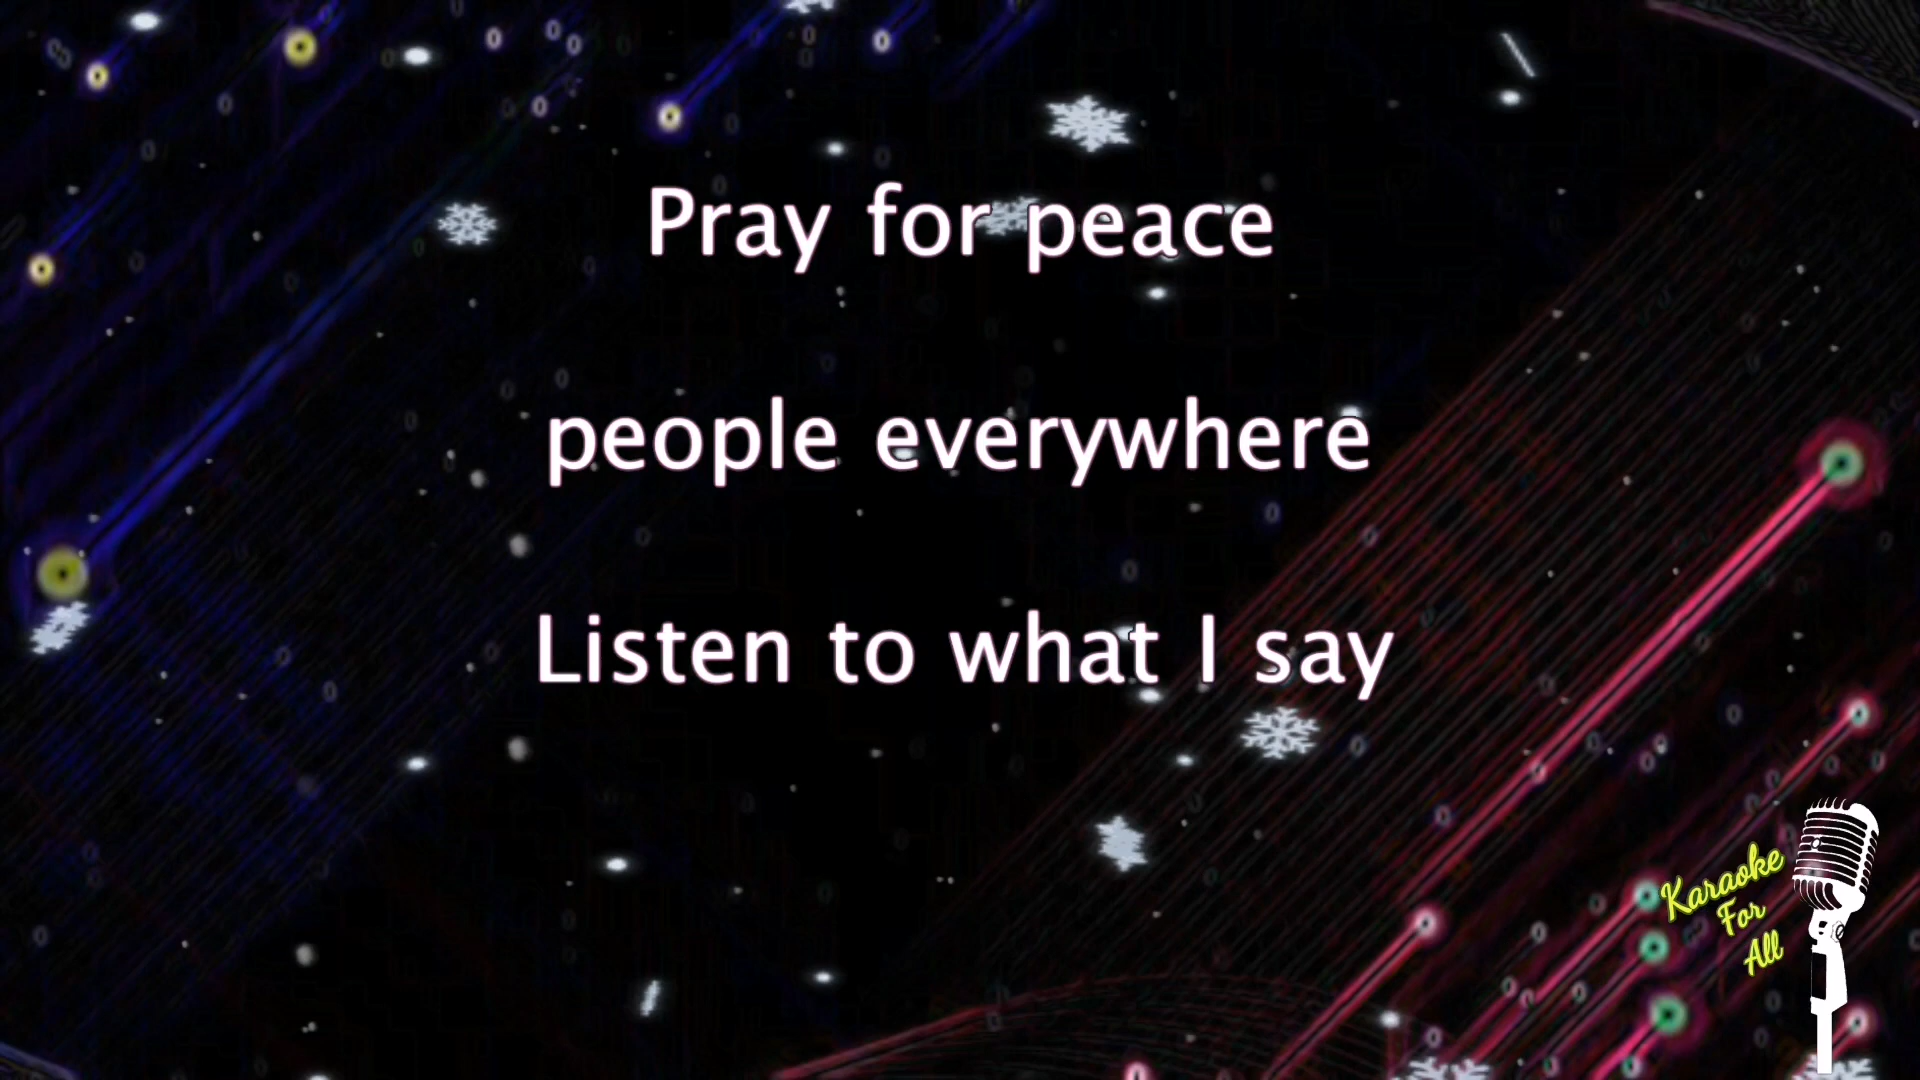 Pray for peace
people everywhere
Listen to what I say
Karaoke
For
All